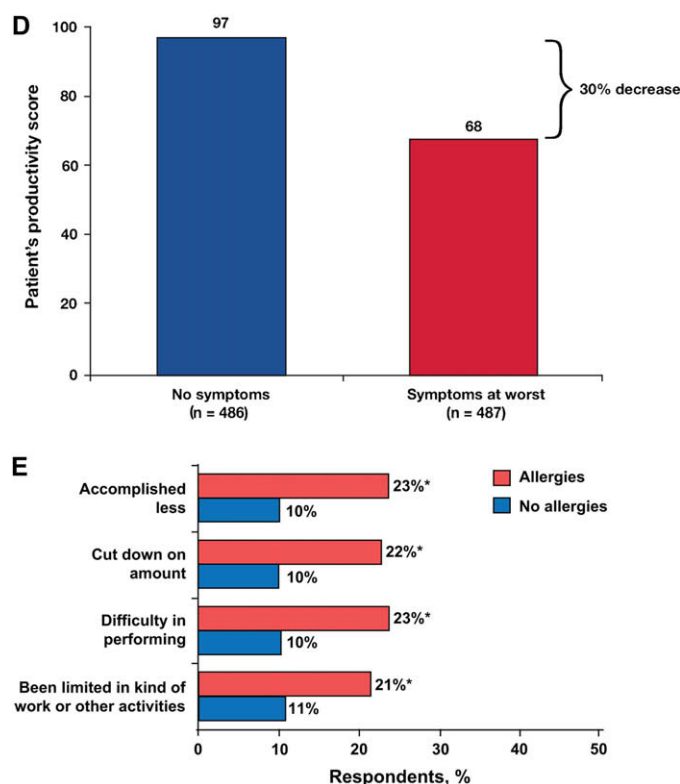 D
100
80
60
40
20
0
Patient's productivity score
97
68
30% decrease
No symptoms
(n = 486)
Symptoms at worst
(n = 487)
E
Accomplished
less
23%*
10%
Cut down on
amount
22%*
10%
Difficulty in
performing
23%*
10%
Been limited in kind of
work or other activities
21%*
11%
Allergies
No allergies
0 10 20 30 40 50
Respondents, %